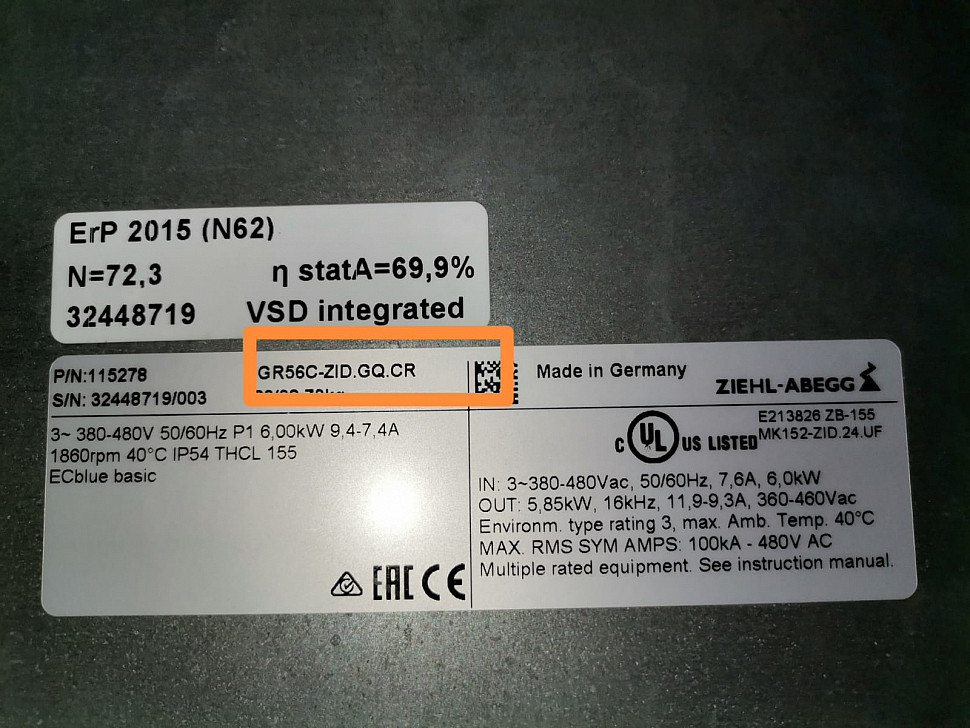 ErP 2015 (N62)
N=72,3 η statA=69,9%
32448719 VSD integrated
P/N:115278 GR56C-ZID.GQ.CR
S/N: 32448719/003
Made in Germany
ZIEHL-ABEGG
3~ 380-480V 50/60Hz P1 6,00kW 9,4-7,4A
1860rpm 40°C IP54 THCL 155
ECblue basic
EAC CE
c UL US LISTED
E213826 ZB-155
MK152-ZID.24.UF
IN: 3~380-480Vac, 50/60Hz, 7,6A, 6,0kW
OUT: 5,85kW, 16kHz, 11,9-9,3A, 360-460Vac
Environm. type rating 3, max. Amb. Temp. 40°C
MAX. RMS SYM AMPS: 100kA - 480V AC
Multiple rated equipment. See instruction manual.